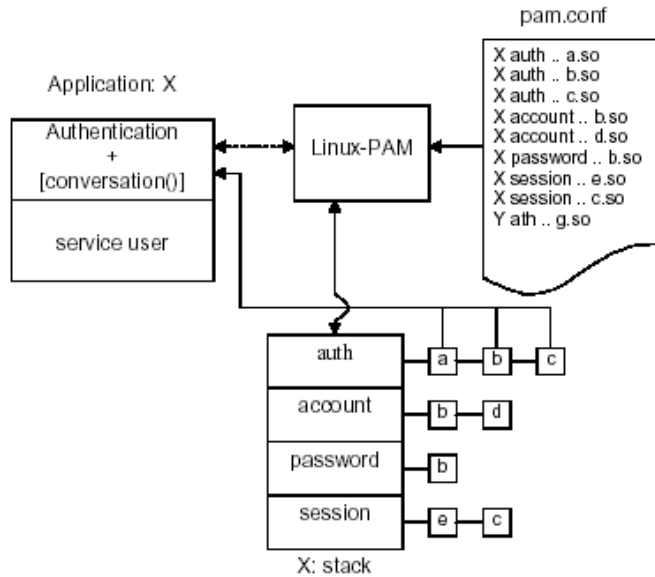 pam.conf
X auth .. a.so
X auth .. b.so
X auth .. c.so
X account .. b.so
X account .. d.so
X password .. b.so
X session .. e.so
X session .. c.so
Y ath .. g.so
Application: X
Authentication
+
[conversation()]
service user
Linux-PAM
auth
a
b
c
account
b
d
password
b
session
e
c
X: stack